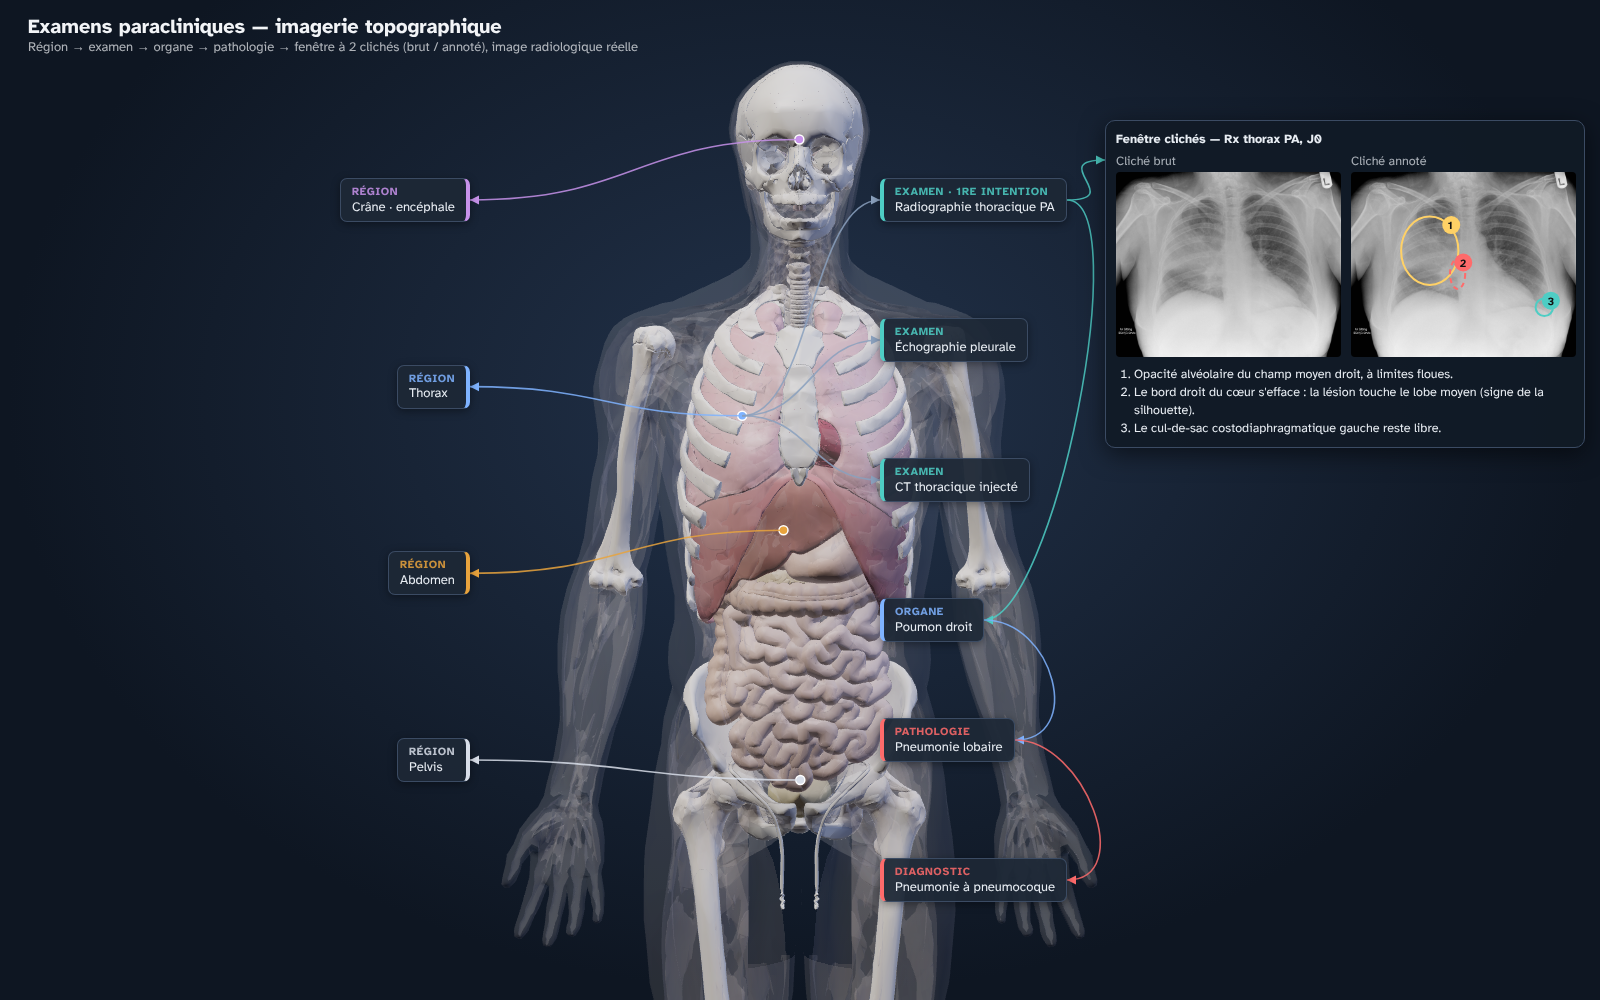 Examens paracliniques — imagerie topographique
Région → examen → organe → pathologie → fenêtre à 2 clichés (brut / annoté), image radiologique réelle
RÉGION
Crâne · encéphale
RÉGION
Thorax
RÉGION
Abdomen
RÉGION
Pelvis
EXAMEN · 1RE INTENTION
Radiographie thoracique PA
EXAMEN
Échographie pleurale
EXAMEN
CT thoracique injecté
ORGANE
Poumon droit
PATHOLOGIE
Pneumonie lobaire
DIAGNOSTIC
Pneumonie à pneumocoque
Fenêtre clichés — Rx thorax PA, J0
Cliché brut
Cliché annoté
L
L
1
2
3
1. Opacité alvéolaire du champ moyen droit, à limites floues.
2. Le bord droit du cœur s'efface : la lésion touche le lobe moyen (signe de la
silhouette).
3. Le cul-de-sac costodiaphragmatique gauche reste libre.